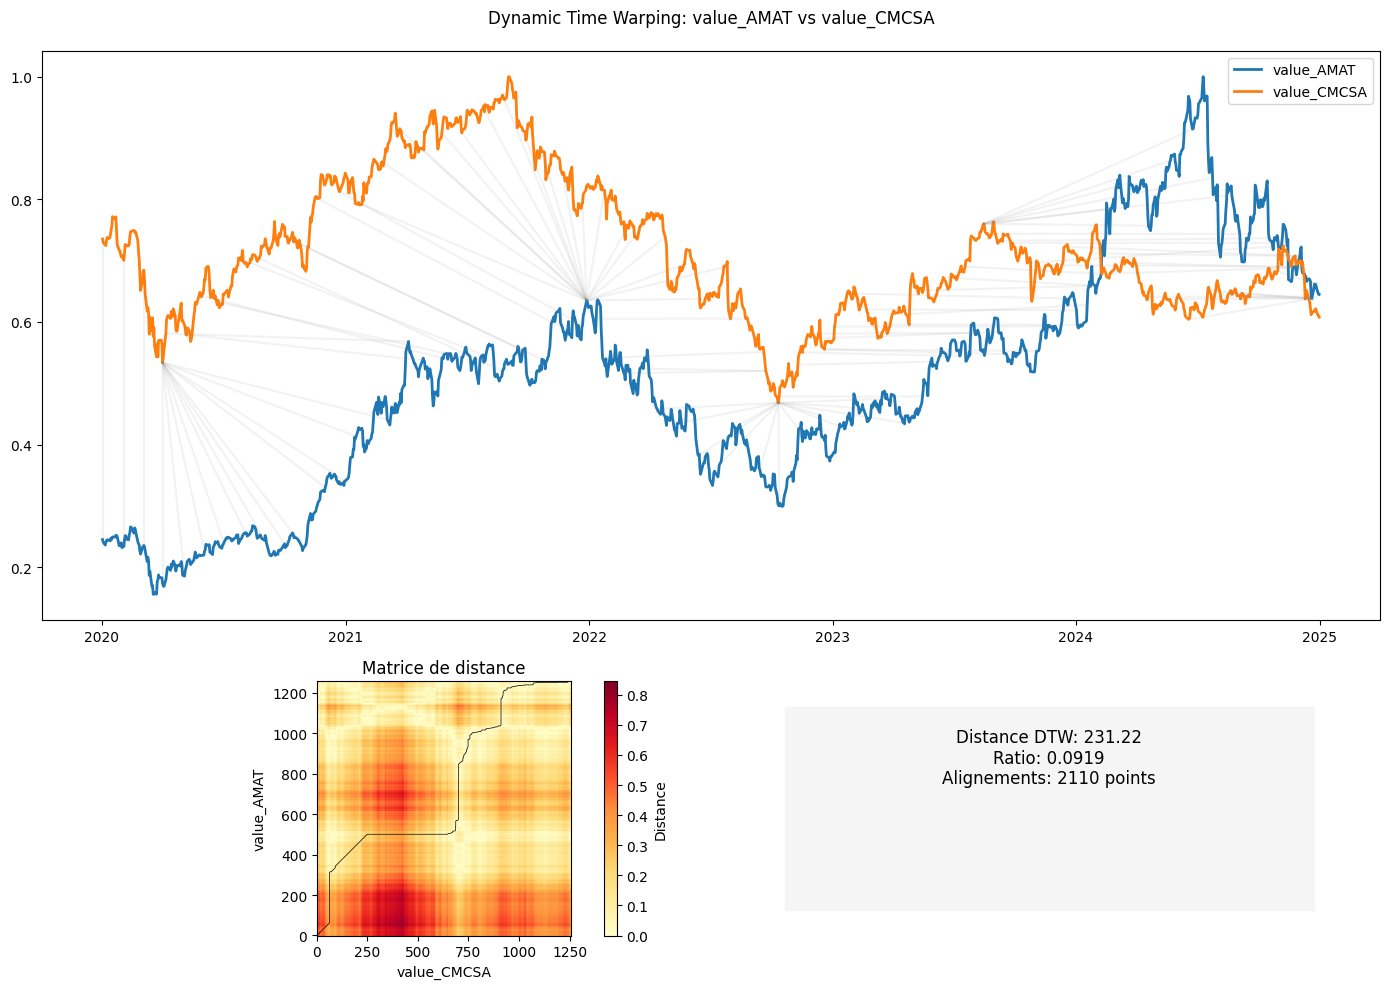 Dynamic Time Warping: value_AMAT vs value_CMCSA
value_AMAT
value_CMCSA
1.0
0.8
0.6
0.4
0.2
2020 2021 2022 2023 2024 2025
Matrice de distance
value_AMAT
1200
1000
800
600
400
200
0
0 250 500 750 1000 1250
value_CMCSA
0.8
0.7
0.6
0.5
0.4
0.3
0.2
0.1
0.0
Distance
Distance DTW: 231.22
Ratio: 0.0919
Alignements: 2110 points